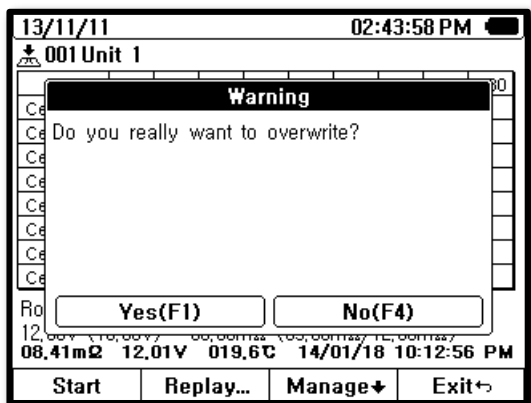 13/11/11 02:43:58 PM
001 Unit 1
Warning
Do you really want to overwrite?
Yes(F1) No(F4)
08,41mΩ 12,01V 019,6℃ 14/01/18 10:12:56 PM
Start Replay... Manage Exit